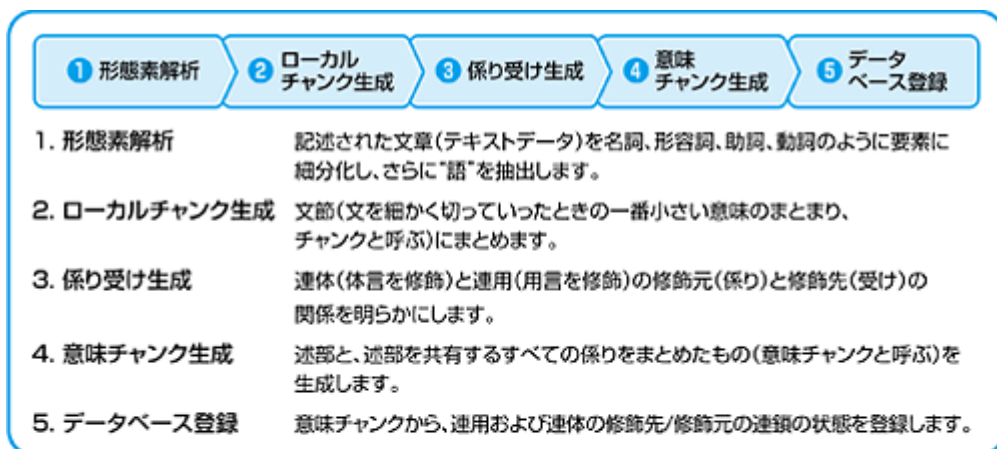 ❶ 形態素解析
❷ ローカル
チャンク生成
❸ 係り受け生成
❹ 意味
チャンク生成
❺ データ
ベース登録
1. 形態素解析 記述された文章(テキストデータ)を名詞、形容詞、助詞、動詞のように要素に
細分化し、さらに"語"を抽出します。
2. ローカルチャンク生成 文節(文を細かく切っていったときの一番小さい意味のまとまり、
チャンクと呼ぶ)にまとめます。
3. 係り受け生成 連体(体言を修飾)と連用(用言を修飾)の修飾元(係り)と修飾先(受け)の
関係を明らかにします。
4. 意味チャンク生成 述部と、述部を共有するすべての係りをまとめたもの(意味チャンクと呼ぶ)を
生成します。
5. データベース登録 意味チャンクから、連用および連体の修飾先/修飾元の連鎖の状態を登録します。